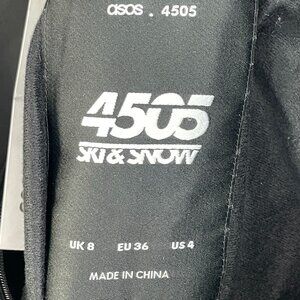 asos . 4505
4505
SKI & SNOW
UK 8 EU 36 US 4
MADE IN CHINA